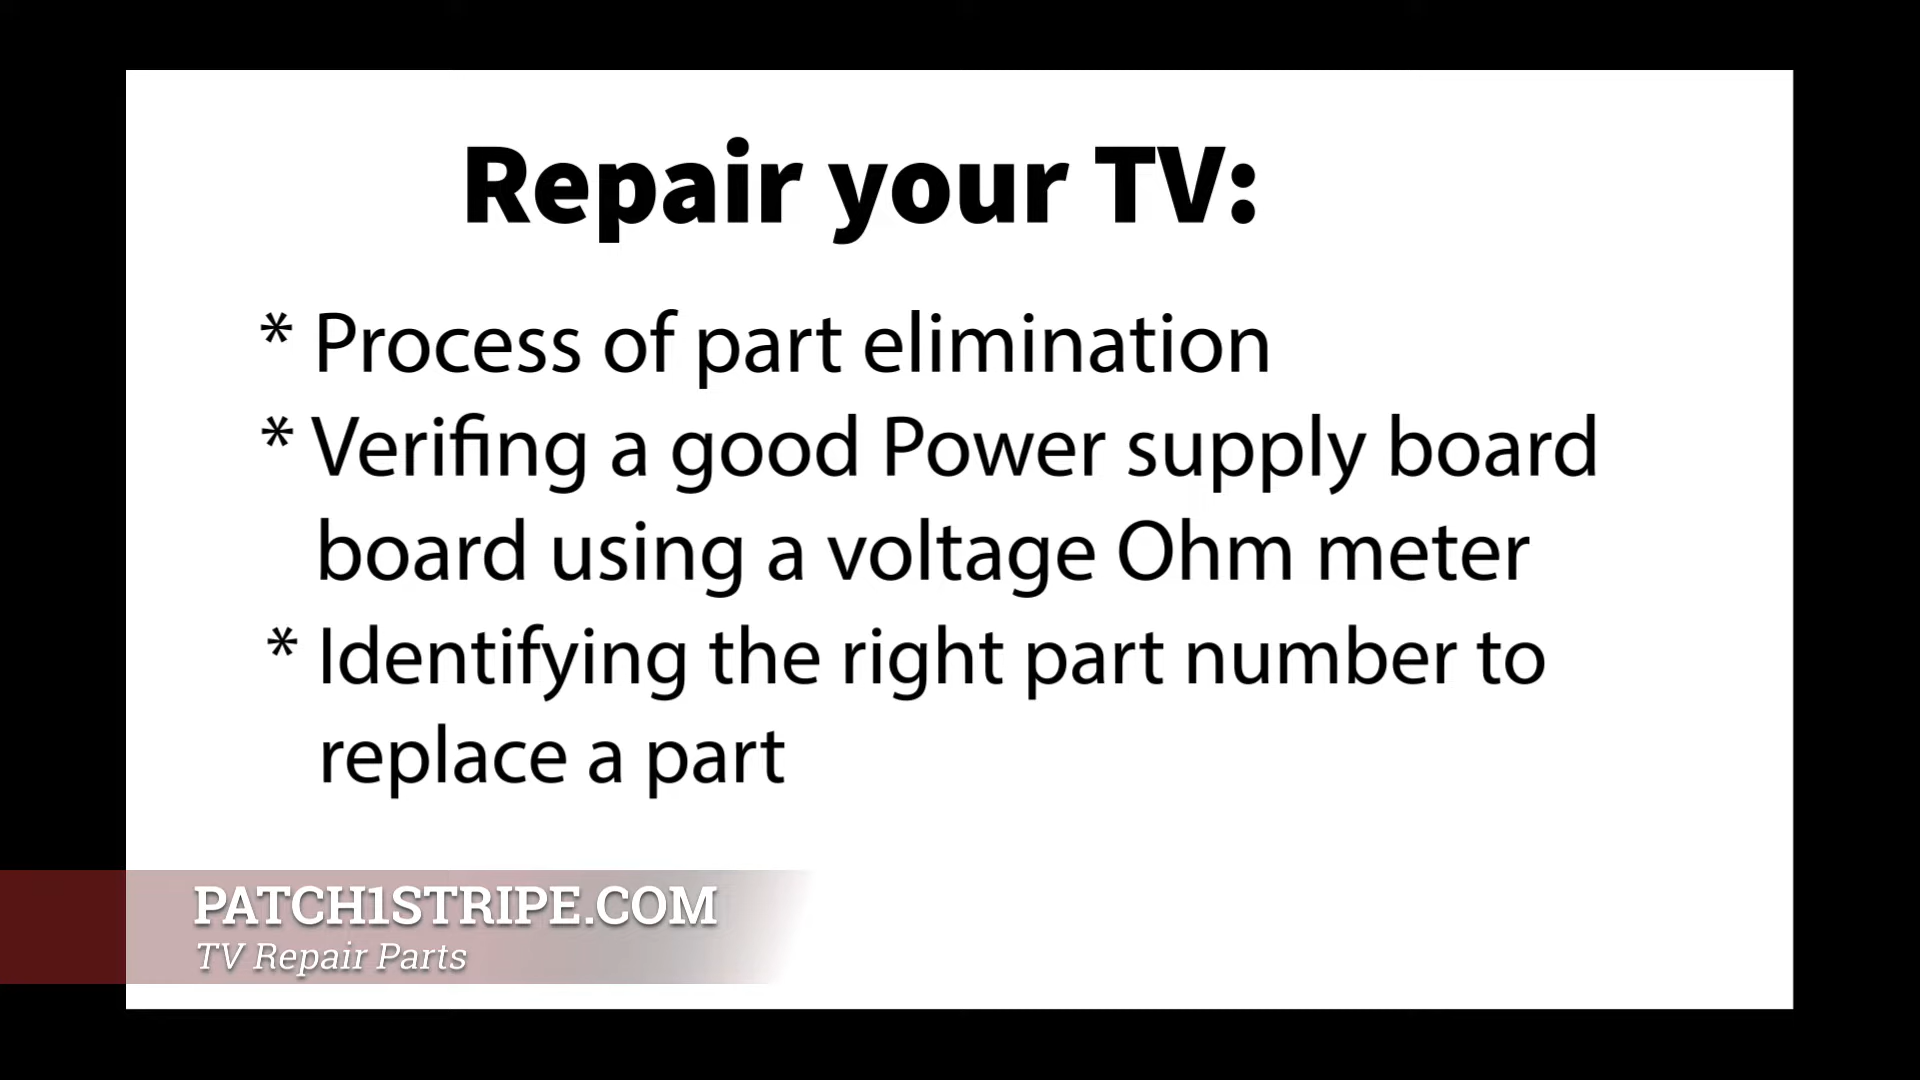 Repair your TV:
* Process of part elimination
* Verifing a good Power supply board
board using a voltage Ohm meter
* Identifying the right part number to
replace a part
PATCH1STRIPE.COM
TV Repair Parts